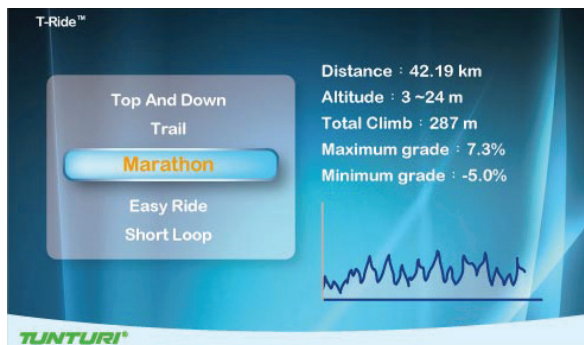 T-Ride™
Top And Down
Trail
Marathon
Easy Ride
Short Loop
Distance : 42.19 km
Altitude : 3 ~24 m
Total Climb : 287 m
Maximum grade : 7.3%
Minimum grade : -5.0%
TUNTURI®